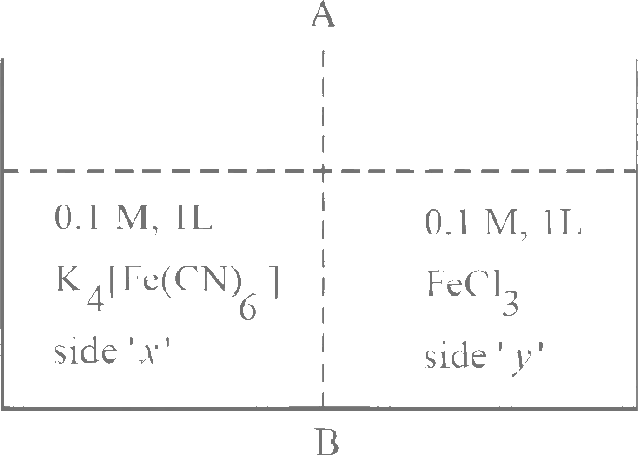 A
0.1 M, 1L
K4[Fe(CN)6]
side 'x'
0.1 M, 1L
FeCl3
side 'y'
B